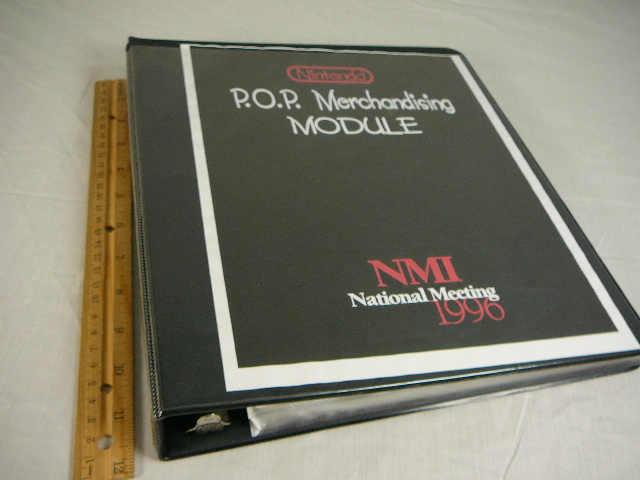 Nintendo
P.O.P. Merchandising
MODULE
NMI
National Meeting
1996